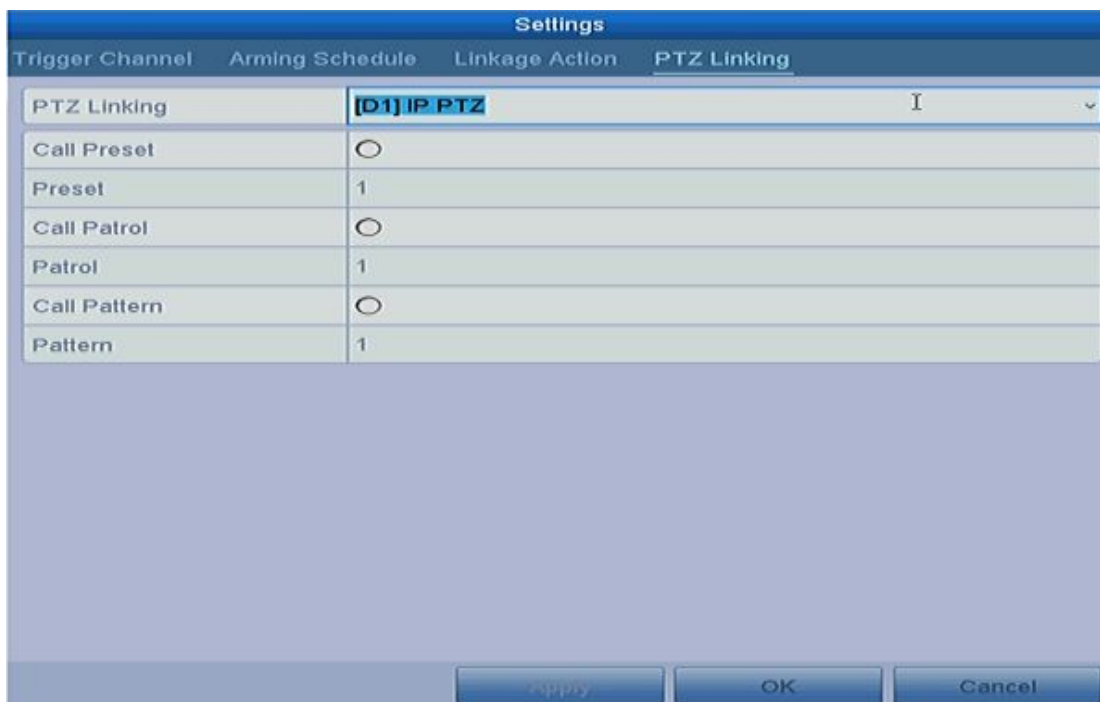 Settings
Trigger Channel Arming Schedule Linkage Action PTZ Linking
PTZ Linking [D1] IP PTZ
Call Preset
Preset 1
Call Patrol
Patrol 1
Call Pattern
Pattern 1
Apply OK Cancel